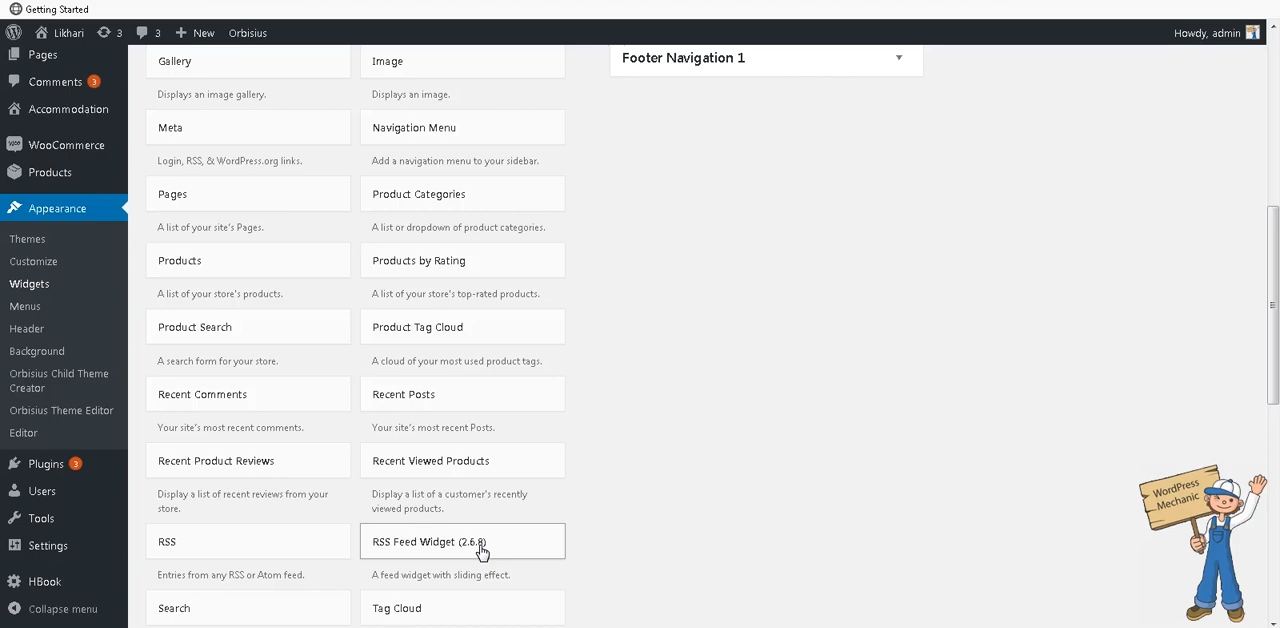 Getting Started
Likhari 3 3 New Orbisius Howdy, admin
Pages
Comments 3
Accommodation
WooCommerce
Products
Appearance
Themes
Customize
Widgets
Menus
Header
Background
Orbisius Child Theme
Creator
Orbisius Theme Editor
Editor
Plugins 3
Users
Tools
Settings
HBook
Collapse menu
Gallery Image
Displays an image gallery. Displays an image.
Meta Navigation Menu
Login, RSS, & WordPress.org links. Add a navigation menu to your sidebar.
Pages Product Categories
A list of your site's Pages. A list or dropdown of product categories.
Products Products by Rating
A list of your store's products. A list of your store's top-rated products.
Product Search Product Tag Cloud
A search form for your store. A cloud of your most used product tags.
Recent Comments Recent Posts
Your site's most recent comments. Your site's most recent Posts.
Recent Product Reviews Recent Viewed Products
Display a list of recent reviews from your Display a list of a customer's recently
store. viewed products.
RSS RSS Feed Widget (2.6.8)
Entries from any RSS or Atom feed. A feed widget with sliding effect.
Search Tag Cloud
Footer Navigation 1
WordPress
Mechanic